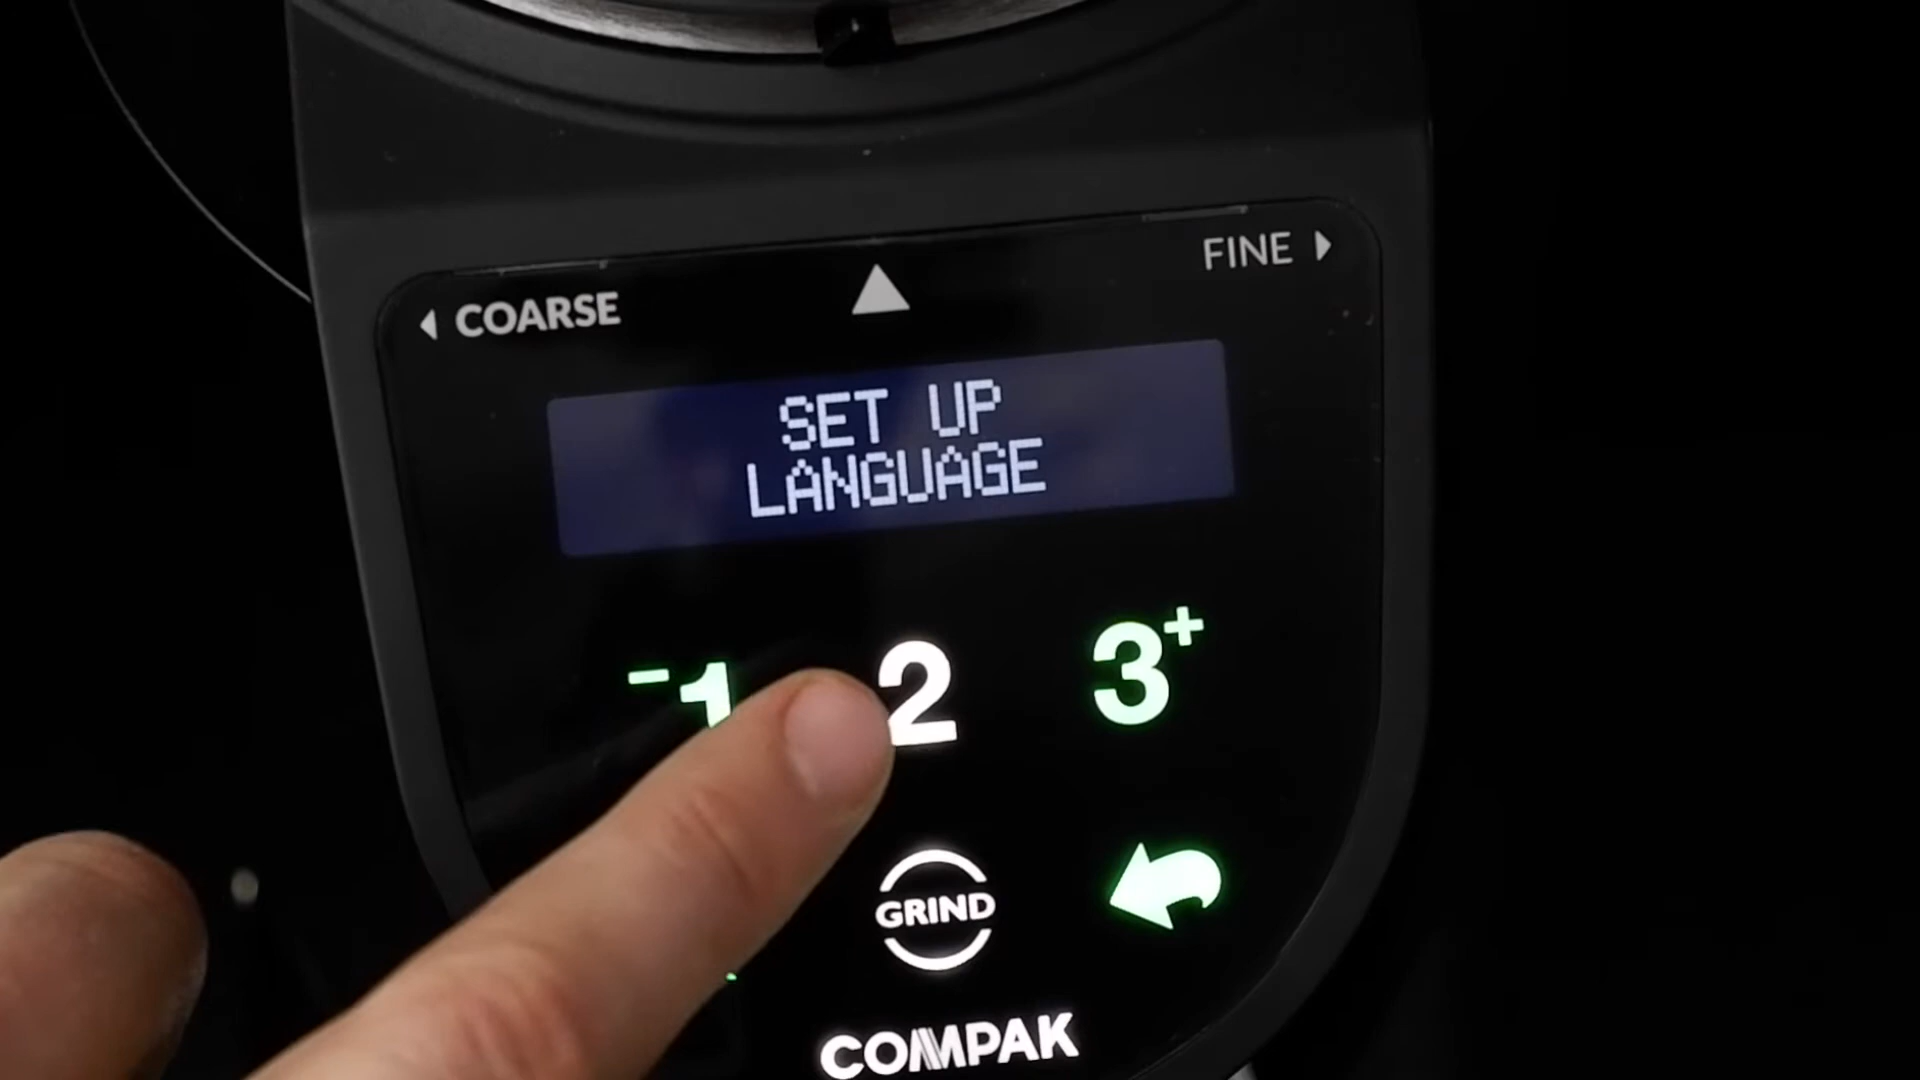 COARSE
FINE
SET UP
LANGUAGE
-1
2
3+
GRIND
COMPAK